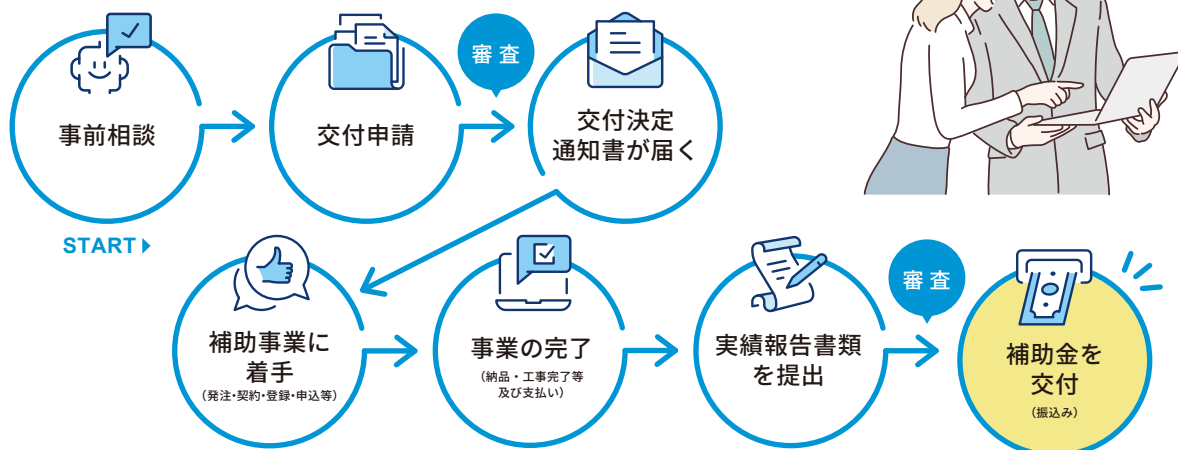 事前相談
START
交付申請
審査
交付決定
通知書が届く
補助事業に
着手
(発注・契約・登録・申込等)
事業の完了
(納品・工事完了等
及び支払い)
実績報告書類
を提出
審査
補助金を
交付
(振込み)